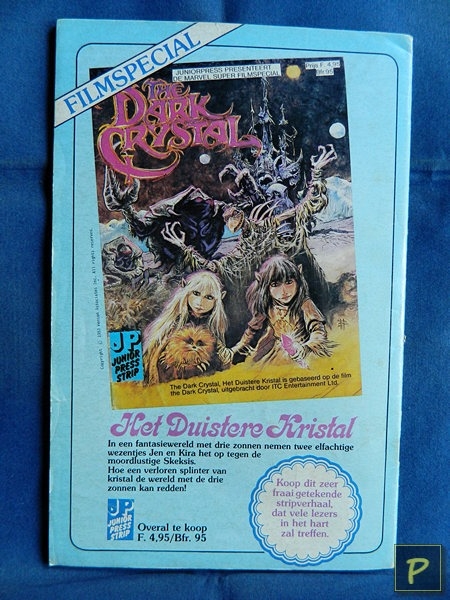 FILMSPECIAL
JUNIORPRESS PRESENTEERT
DE MARVEL SUPER FILMSPECIAL
Prijs F. 4,95
Bfr. 95
THE
DARK
CRYSTAL
JP
JUNIOR
PRESS
STRIP
The Dark Crystal, Het Duistere Kristal is gebaseerd op de film
the Dark Crystal, uitgebracht door ITC Entertainment Ltd.
Het Duistere Kristal
In een fantasiewereld met drie zonnen nemen twee elfachtige
wezentjes Jen en Kira het op tegen de
moordlustige Skeksis.
Hoe een verloren splinter van
kristal de wereld met de drie
zonnen kan redden!
JP
JUNIOR
PRESS
STRIP
Overal te koop
F. 4,95/Bfr. 95
Koop dit zeer
fraai getekende
stripverhaal,
dat vele lezers
in het hart
zal treffen.
P